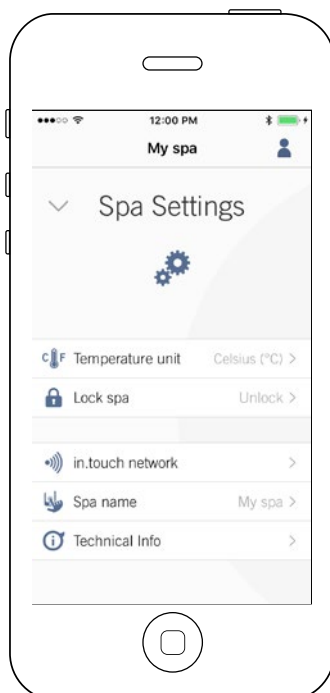 12:00 PM
My spa
Spa Settings
C F Temperature unit Celsius (°C) >
Lock spa Unlock >
in.touch network >
Spa name My spa >
i Technical Info >